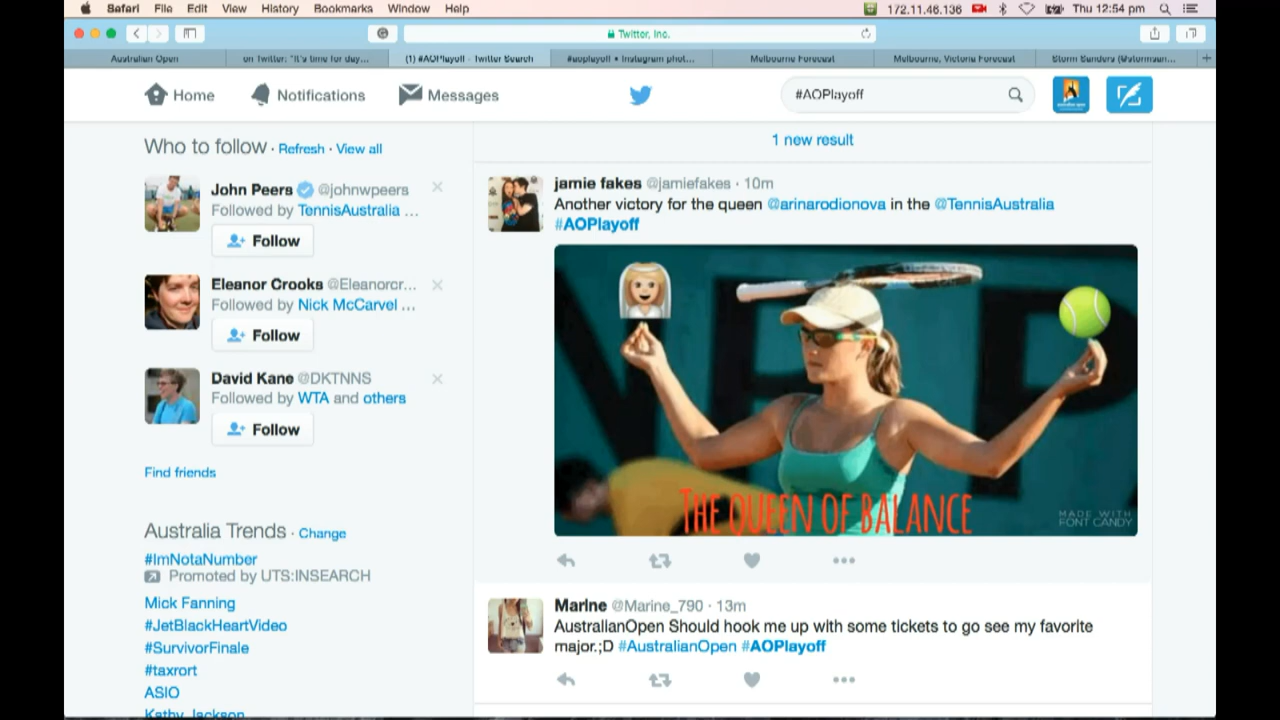 Safari File Edit View History Bookmarks Window Help 172.11.46.136 Thu 12:54 pm
Twitter, Inc.
Australian Open on Twitter: "It's time for day... (1) #AOPlayoff - Twitter Search #aoplayoff • Instagram phot... Melbourne Forecast Melbourne, Victoria Forecast
Home Notifications Messages #AOPlayoff
Who to follow · Refresh · View all
John Peers @johnwpeers
Followed by TennisAustralia ...
Follow
Eleanor Crooks @Eleanorcr...
Followed by Nick McCarvel ...
Follow
David Kane @DKTNNS
Followed by WTA and others
Follow
Find friends
Australia Trends · Change
#ImNotaNumber
Promoted by UTS:INSEARCH
Mick Fanning
#JetBlackHeartVideo
#SurvivorFinale
#taxrort
ASIO
Kathy Jackson
1 new result
jamie fakes @jamiefakes · 10m
Another victory for the queen @arinarodionova in the @TennisAustralia
#AOPlayoff
THE QUEEN OF BALANCE
MADE WITH
FONT CANDY
Marine @Marine_790 · 13m
AustralianOpen Should hook me up with some tickets to go see my favorite
major.;D #AustralianOpen #AOPlayoff